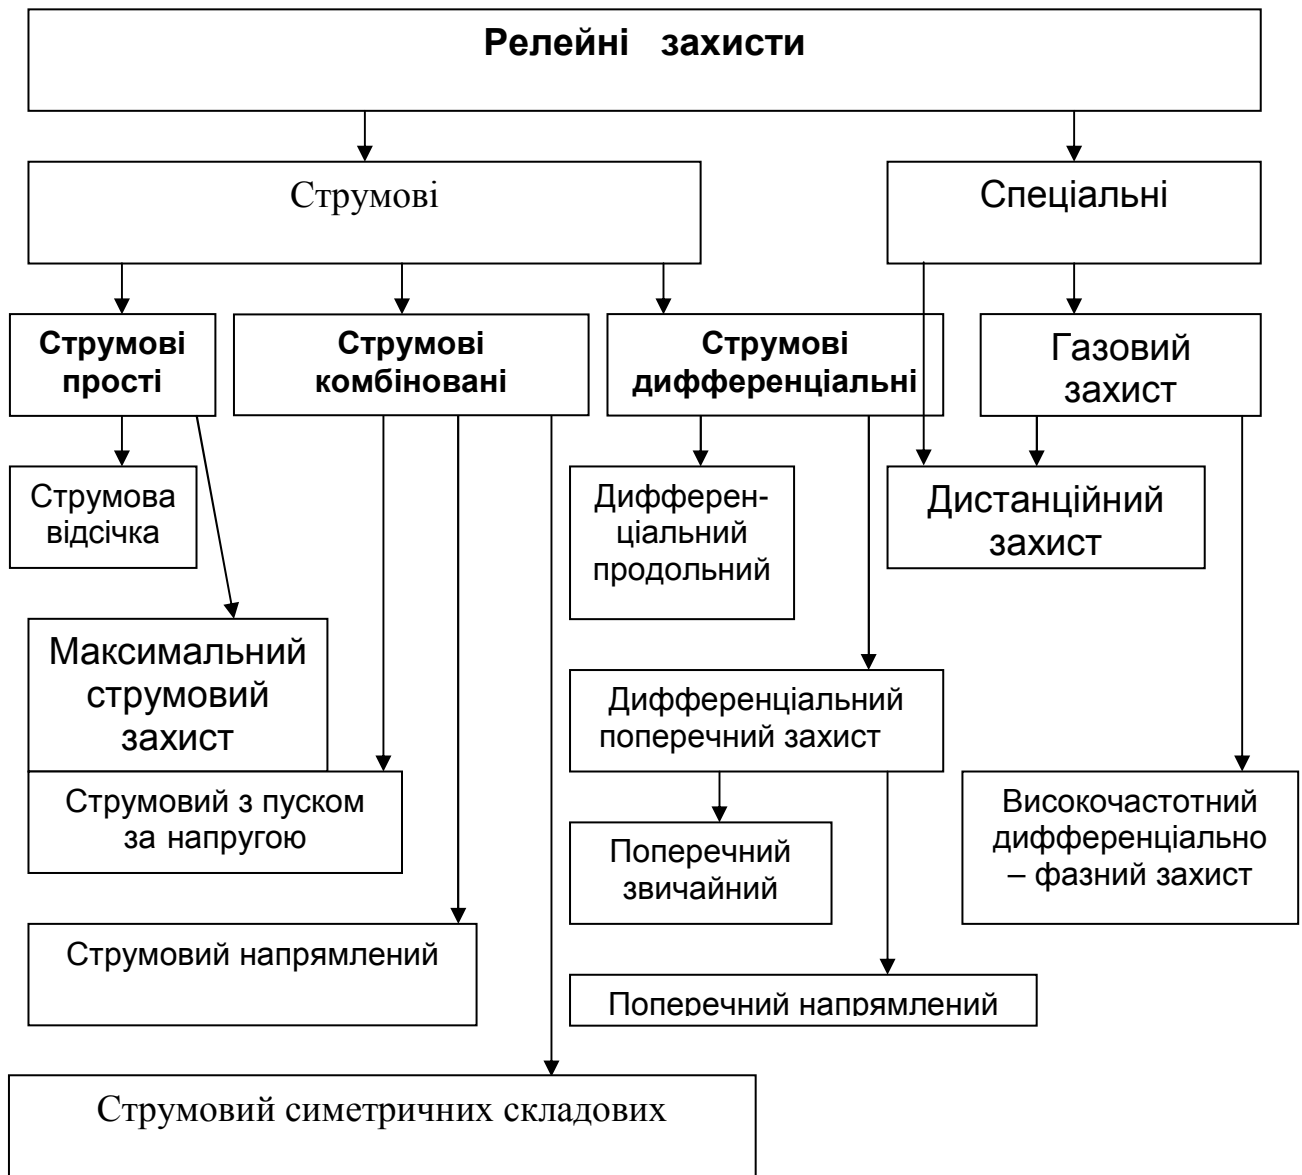 Релейні захисти
Струмові
Спеціальні
Струмові
прості
Струмові
комбіновані
Струмові
дифференціальні
Газовий
захист
Струмова
відсічка
Дифферен-
ціальний
продольний
Дистанційний
захист
Максимальний
струмовий
захист
Дифференціальний
поперечний захист
Струмовий з пуском
за напругою
Поперечний
звичайний
Високочастотний
дифференціально
– фазний захист
Струмовий напрямлений
Поперечний напрямлений
Струмовий симетричних складових